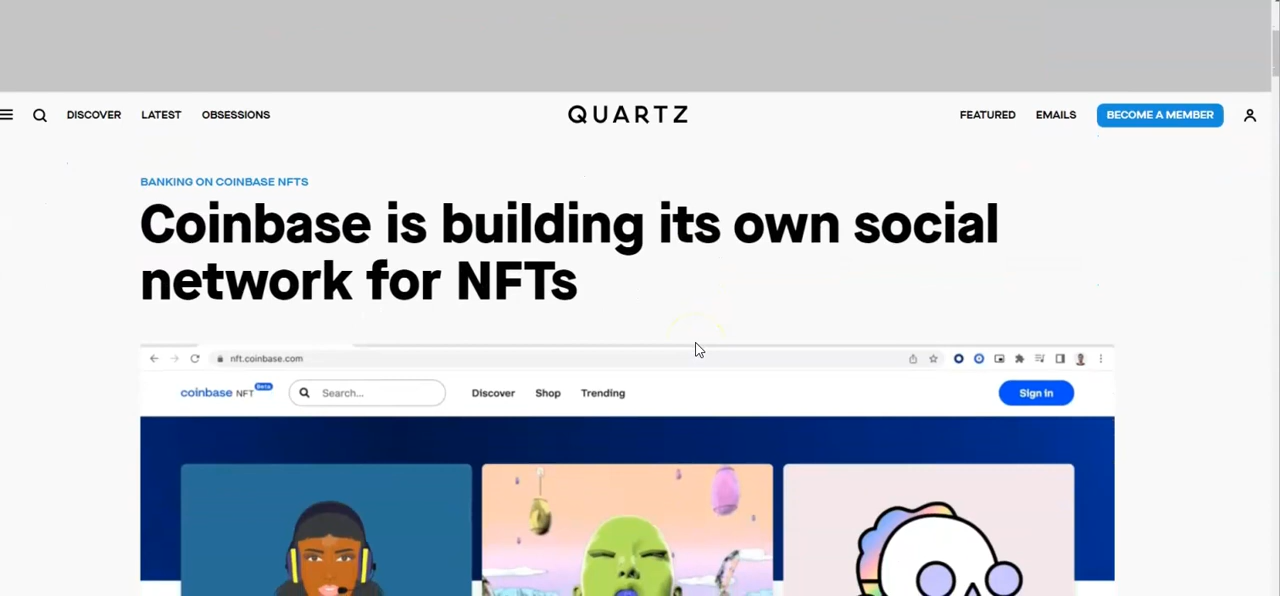 DISCOVER LATEST OBSESSIONS QUARTZ FEATURED EMAILS BECOME A MEMBER
BANKING ON COINBASE NFTS
Coinbase is building its own social
network for NFTs
nft.coinbase.com
coinbase NFT Beta Search... Discover Shop Trending Sign in